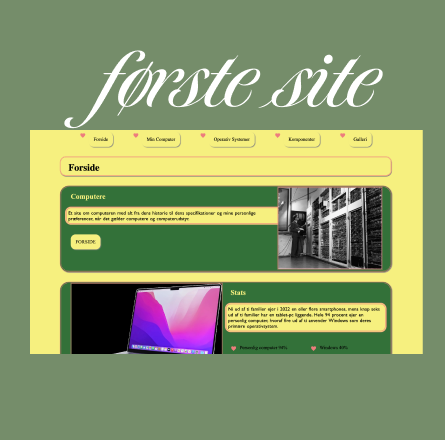 første site
Forside
Min Computer
Operativ Systemer
Komponenter
Galleri
Forside
Computere
Et site om computeren med alt fra dens historie til dens specifikationer og mine personlige
præferencer, når det gælder computere og computerudstyr.
FORSIDE
Stats
Ni ud af ti familier ejer i 2022 en eller flere smartphones, mens knap seks
ud af ti familier har en tablet-pc liggende. Hele 94 procent ejer en
personlig computer, hvoraf fire ud af ti anvender Windows som deres
primære operativsystem.
Personlig computer 94%
Windows 40%